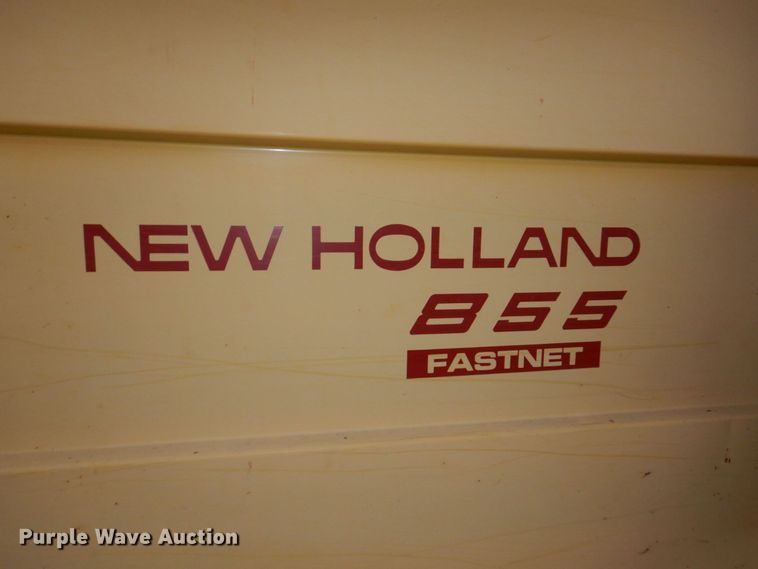 NEW HOLLAND
855
FASTNET
Purple Wave Auction